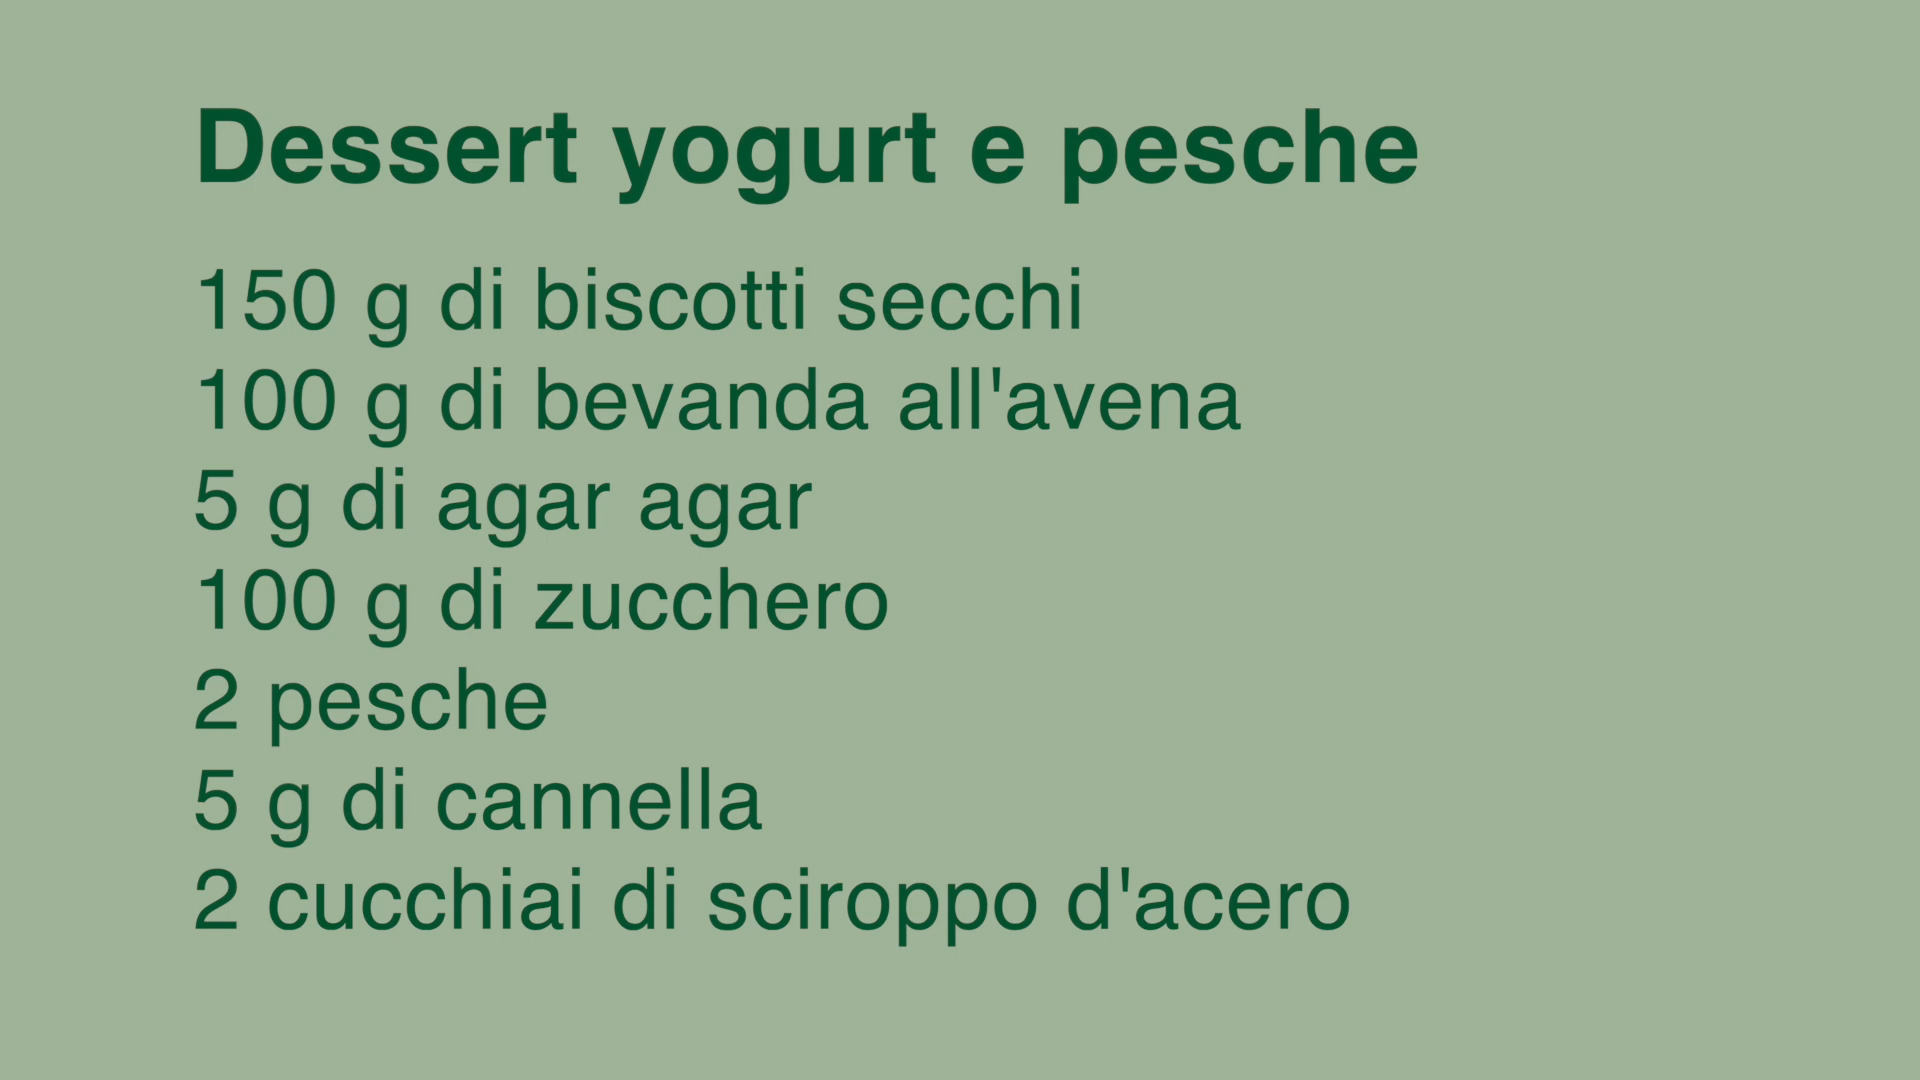 Dessert yogurt e pesche
150 g di biscotti secchi
100 g di bevanda all'avena
5 g di agar agar
100 g di zucchero
2 pesche
5 g di cannella
2 cucchiai di sciroppo d'acero